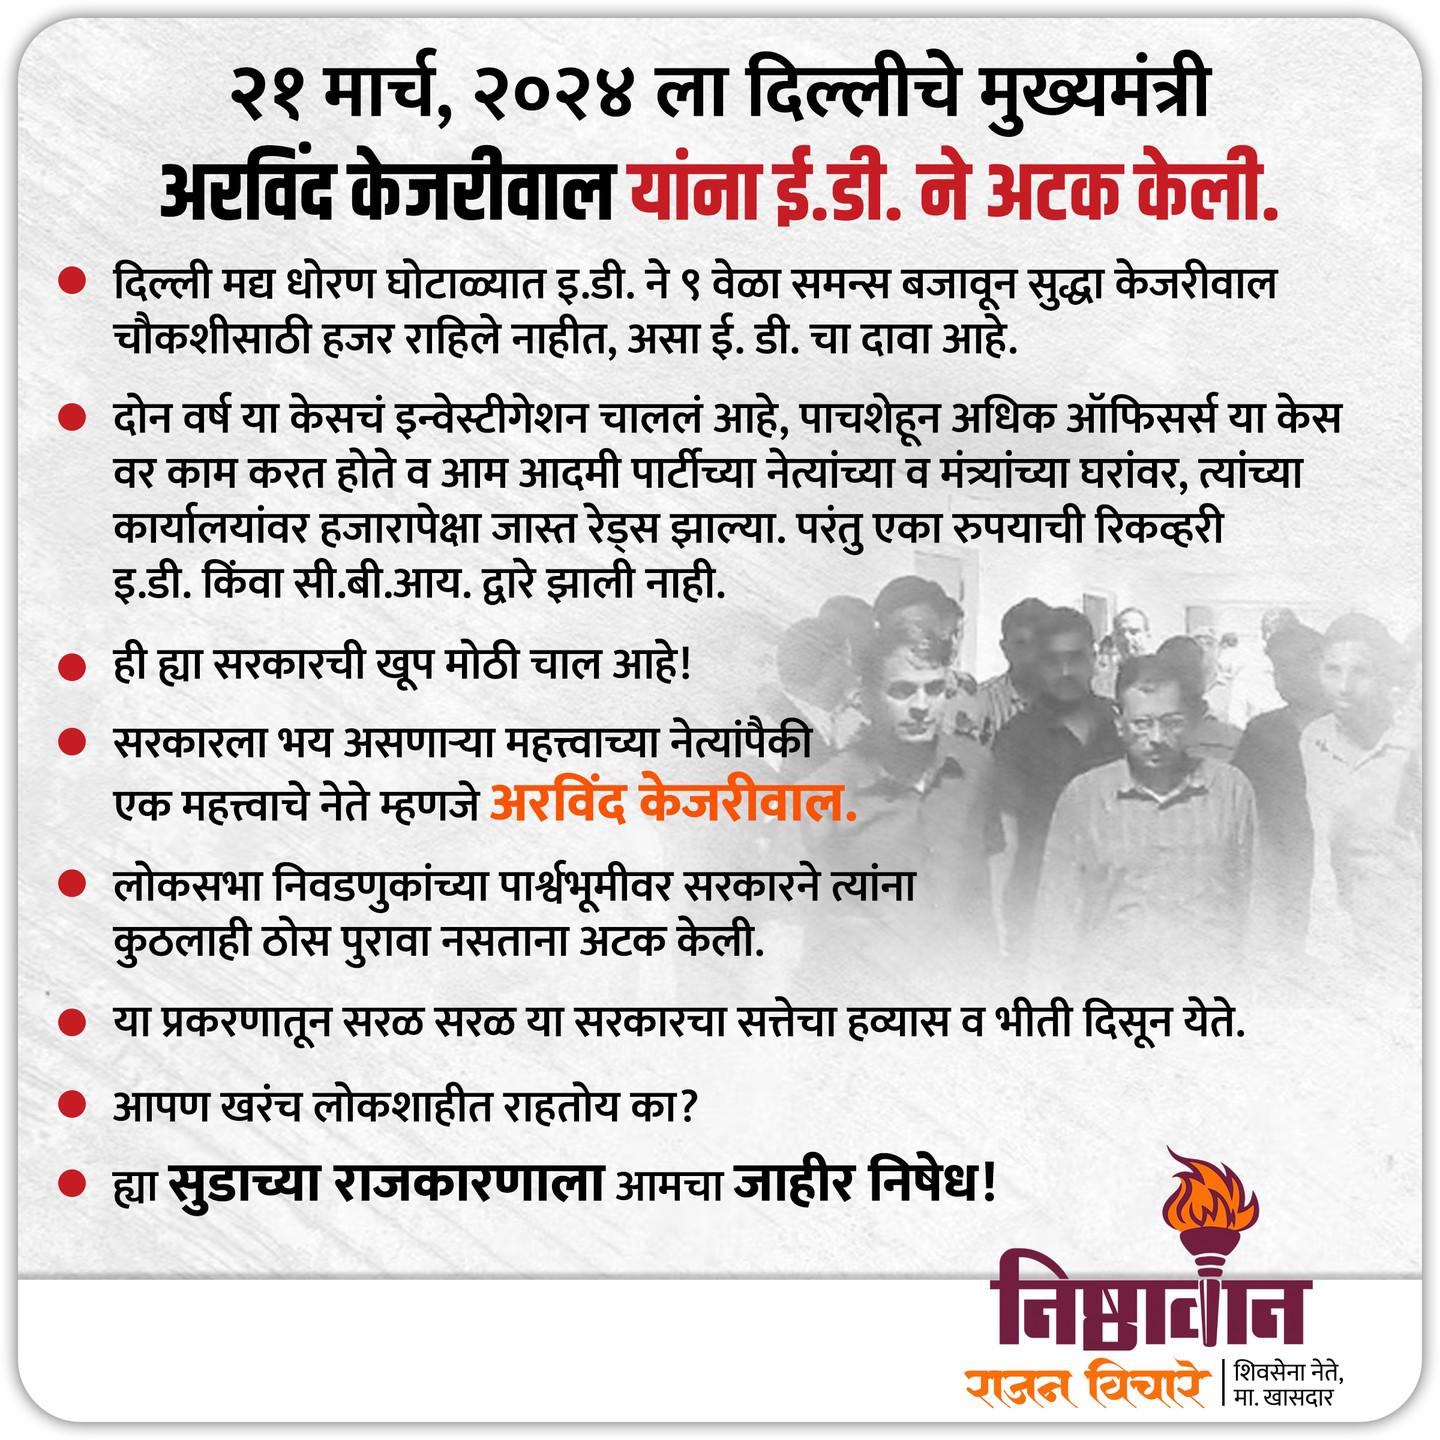 २१ मार्च, २०२४ ला दिल्लीचे मुख्यमंत्री
अरविंद केजरीवाल यांना ई.डी. ने अटक केली.
दिल्ली मद्य धोरण घोटाळ्यात इ.डी. ने ९ वेळा समन्स बजावून सुद्धा केजरीवाल
चौकशीसाठी हजर राहिले नाहीत, असा ई. डी. चा दावा आहे.
दोन वर्ष या केसचं इन्वेस्टीगेशन चाललं आहे, पाचशेहून अधिक ऑफिसर्स या केस
वर काम करत होते व आम आदमी पार्टीच्या नेत्यांच्या व मंत्र्यांच्या घरांवर, त्यांच्या
कार्यालयांवर हजारापेक्षा जास्त रेड्स झाल्या. परंतु एका रुपयाची रिकव्हरी
इ.डी. किंवा सी.बी.आय. द्वारे झाली नाही.
ही ह्या सरकारची खूप मोठी चाल आहे!
सरकारला भय असणाऱ्या महत्त्वाच्या नेत्यांपैकी
एक महत्त्वाचे नेते म्हणजे अरविंद केजरीवाल.
लोकसभा निवडणुकांच्या पार्श्वभूमीवर सरकारने त्यांना
कुठलाही ठोस पुरावा नसताना अटक केली.
या प्रकरणातून सरळ सरळ या सरकारचा सत्तेचा हव्यास व भीती दिसून येते.
आपण खरंच लोकशाहीत राहतोय का?
ह्या सुडाच्या राजकारणाला आमचा जाहीर निषेध!
निष्ठावान
राजन विचारे
शिवसेना नेते,
मा. खासदार